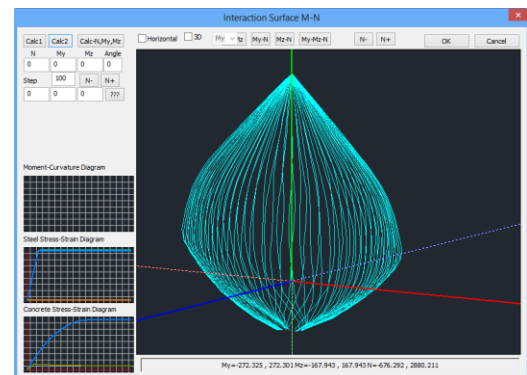 Interaction Surface M-N
Calc1 Calc2 Calc-N,My,Mz Horizontal 3D My tz My-N Mz-N My-Mz-N N- N+ OK Cancel
N My Mz Angle
0 0 0 0
Step 100 N- N+
0 0 0 ???
Moment-Curvature Diagram
Steel Stress-Strain Diagram
Concrete Stress-Strain Diagram
My=-272.325 , 272.301 Mz=-167.943 , 167.943 N=-676.292 , 2880.211